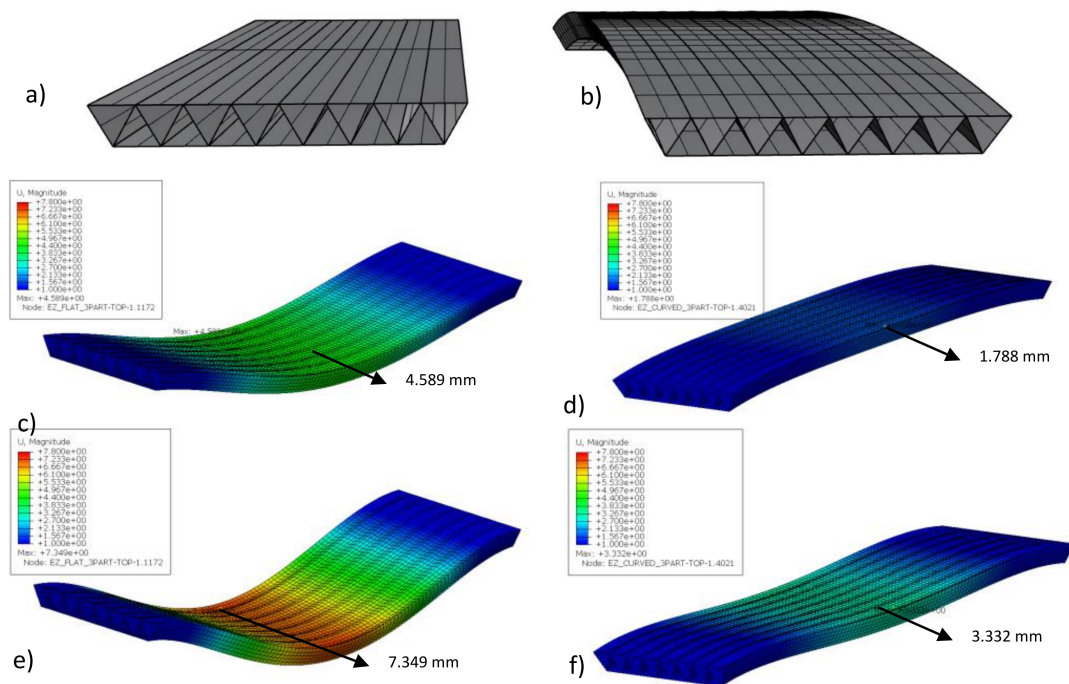 a)
b)
U, Magnitude
+7.800e+00
+7.233e+00
+6.667e+00
+6.100e+00
+5.533e+00
+4.967e+00
+4.400e+00
+3.833e+00
+3.267e+00
+2.700e+00
+2.133e+00
+1.567e+00
+1.000e+00
Max: +4.589e+00
Node: EZ_FLAT_3PART-TOP-1.1172
4.589 mm
c)
U, Magnitude
+7.800e+00
+7.233e+00
+6.667e+00
+6.100e+00
+5.533e+00
+4.967e+00
+4.400e+00
+3.833e+00
+3.267e+00
+2.700e+00
+2.133e+00
+1.567e+00
+1.000e+00
Max: +1.788e+00
Node: EZ_CURVED_3PART-TOP-1.4021
1.788 mm
d)
U, Magnitude
+7.800e+00
+7.233e+00
+6.667e+00
+6.100e+00
+5.533e+00
+4.967e+00
+4.400e+00
+3.833e+00
+3.267e+00
+2.700e+00
+2.133e+00
+1.567e+00
+1.000e+00
Max: +7.349e+00
Node: EZ_FLAT_3PART-TOP-1.1172
7.349 mm
e)
U, Magnitude
+7.800e+00
+7.233e+00
+6.667e+00
+6.100e+00
+5.533e+00
+4.967e+00
+4.400e+00
+3.833e+00
+3.267e+00
+2.700e+00
+2.133e+00
+1.567e+00
+1.000e+00
Max: +3.332e+00
Node: EZ_CURVED_3PART-TOP-1.4021
3.332 mm
f)